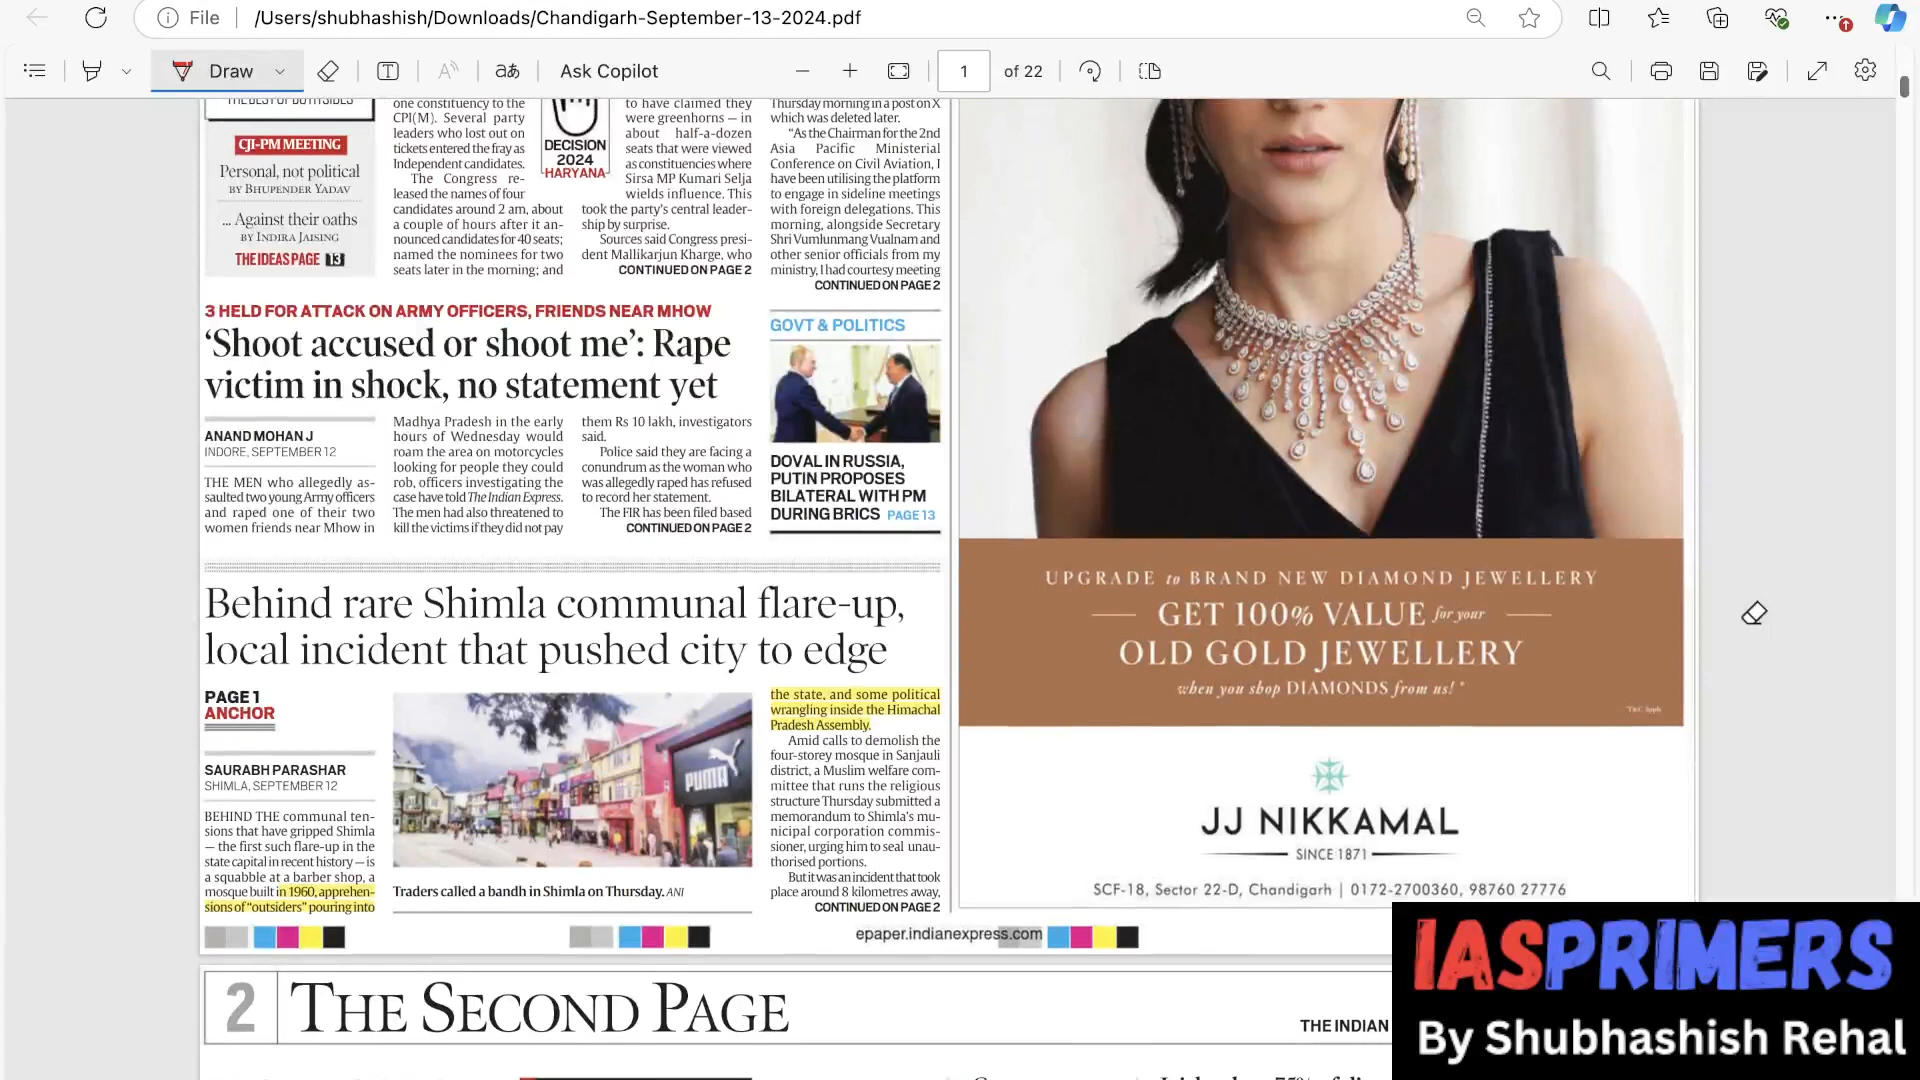 File
/Users/shubhashish/Downloads/Chandigarh-September-13-2024.pdf
Draw
Ask Copilot
1
of 22
THE BEST OF BOTH SIDES
CJI-PM MEETING
Personal, not political
BY BHUPENDER YADAV
... Against their oaths
BY INDIRA JAISING
THE IDEAS PAGE 13
one constituency to the
CPI(M). Several party
leaders who lost out on
tickets entered the fray as
Independent candidates.
The Congress re-
leased the names of four
candidates around 2 am, about
a couple of hours after it an-
nounced candidates for 40 seats;
named the nominees for two
seats later in the morning; and
DECISION
2024
HARYANA
to have claimed they
were greenhorns — in
about half-a-dozen
seats that were viewed
as constituencies where
Sirsa MP Kumari Selja
wields influence. This
took the party's central leader-
ship by surprise.
Sources said Congress presi-
dent Mallikarjun Kharge, who
CONTINUED ON PAGE 2
Thursday morning in a post on X
which was deleted later.
"As the Chairman for the 2nd
Asia Pacific Ministerial
Conference on Civil Aviation, I
have been utilising the platform
to engage in sideline meetings
with foreign delegations. This
morning, alongside Secretary
Shri Vumlunmang Vualnam and
other senior officials from my
ministry, I had courtesy meeting
CONTINUED ON PAGE 2
3 HELD FOR ATTACK ON ARMY OFFICERS, FRIENDS NEAR MHOW
'Shoot accused or shoot me': Rape
victim in shock, no statement yet
ANAND MOHAN J
INDORE, SEPTEMBER 12
THE MEN who allegedly as-
saulted two young Army officers
and raped one of their two
women friends near Mhow in
Madhya Pradesh in the early
hours of Wednesday would
roam the area on motorcycles
looking for people they could
rob, officers investigating the
case have told The Indian Express.
The men had also threatened to
kill the victims if they did not pay
them Rs 10 lakh, investigators
said.
Police said they are facing a
conundrum as the woman who
was allegedly raped has refused
to record her statement.
The FIR has been filed based
CONTINUED ON PAGE 2
GOVT & POLITICS
DOVAL IN RUSSIA,
PUTIN PROPOSES
BILATERAL WITH PM
DURING BRICS PAGE 13
Behind rare Shimla communal flare-up,
local incident that pushed city to edge
PAGE 1
ANCHOR
SAURABH PARASHAR
SHIMLA, SEPTEMBER 12
BEHIND THE communal ten-
sions that have gripped Shimla
— the first such flare-up in the
state capital in recent history — is
a squabble at a barber shop, a
mosque built in 1960, apprehen-
sions of "outsiders" pouring into
PUMA
Traders called a bandh in Shimla on Thursday. ANI
the state, and some political
wrangling inside the Himachal
Pradesh Assembly.
Amid calls to demolish the
four-storey mosque in Sanjauli
district, a Muslim welfare com-
mittee that runs the religious
structure Thursday submitted a
memorandum to Shimla's mu-
nicipal corporation commis-
sioner, urging him to seal unau-
thorised portions.
But it was an incident that took
place around 8 kilometres away,
CONTINUED ON PAGE 2
epaper.indianexpress.com
UPGRADE to BRAND NEW DIAMOND JEWELLERY
GET 100% VALUE for your
OLD GOLD JEWELLERY
when you shop DIAMONDS from us! *
*T&C Apply
JJ NIKKAMAL
SINCE 1871
SCF-18, Sector 22-D, Chandigarh | 0172-2700360, 98760 27776
2 THE SECOND PAGE
THE INDIAN
IASPRIMERS
By Shubhashish Rehal